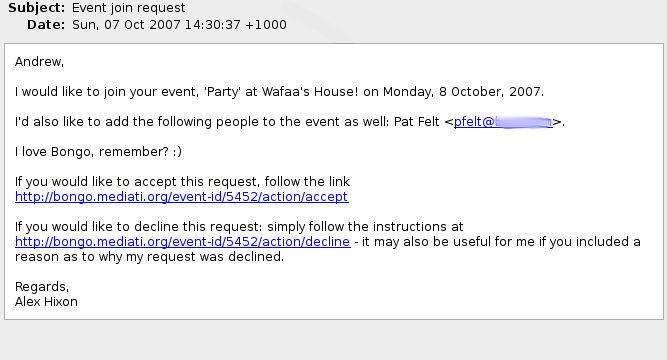 Subject: Event join request
Date: Sun, 07 Oct 2007 14:30:37 +1000
Andrew,
I would like to join your event, 'Party' at Wafaa's House! on Monday, 8 October, 2007.
I'd also like to add the following people to the event as well: Pat Felt <pfelt@ >.
I love Bongo, remember? :)
If you would like to accept this request, follow the link
http://bongo.mediati.org/event-id/5452/action/accept
If you would like to decline this request: simply follow the instructions at
http://bongo.mediati.org/event-id/5452/action/decline - it may also be useful for me if you included a
reason as to why my request was declined.
Regards,
Alex Hixon